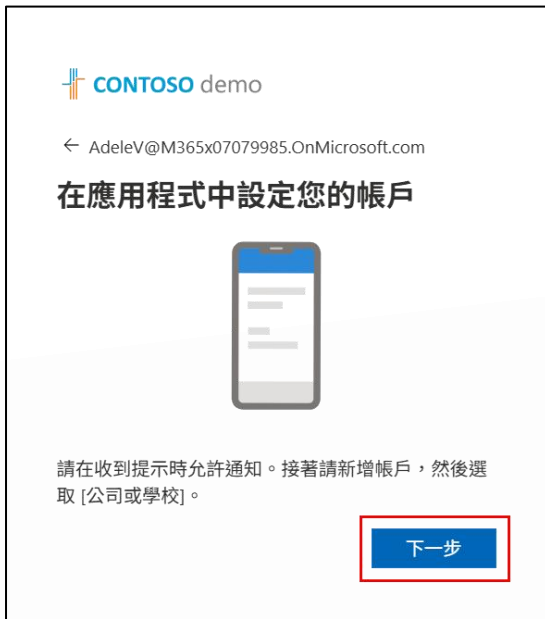 CONTOSO demo
← AdeleV@M365x07079985.OnMicrosoft.com
在應用程式中設定您的帳戶
請在收到提示時允許通知。接著請新增帳戶，然後選
取 [公司或學校]。
下一步